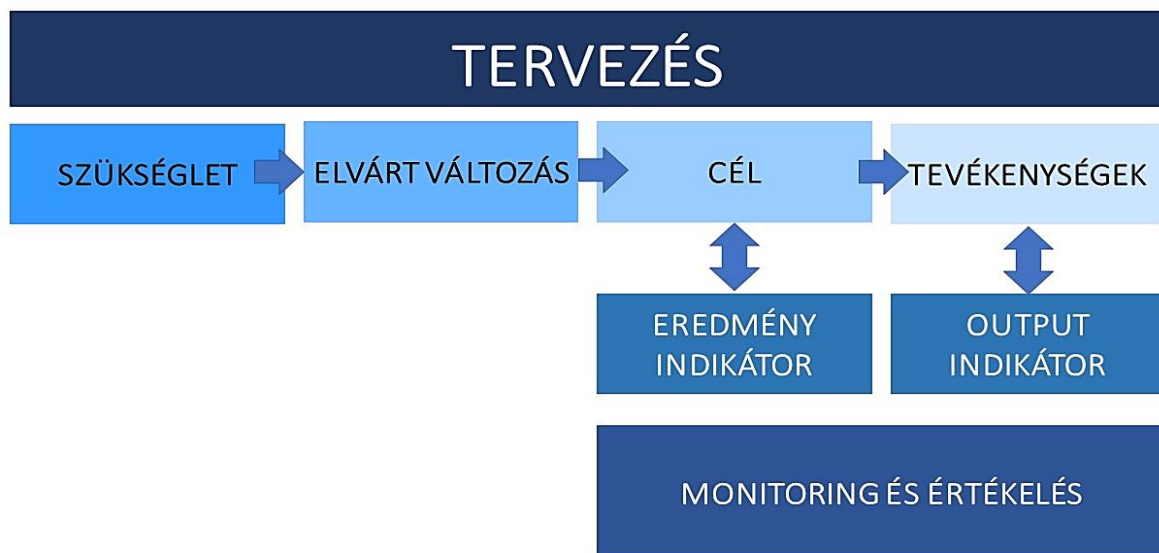 TERVEZÉS
SZÜKSÉGLET
ELVÁRT VÁLTOZÁS
CÉL
TEVÉKENYSÉGEK
EREDMÉNY
INDIKÁTOR
OUTPUT
INDIKÁTOR
MONITORING ÉS ÉRTÉKELÉS